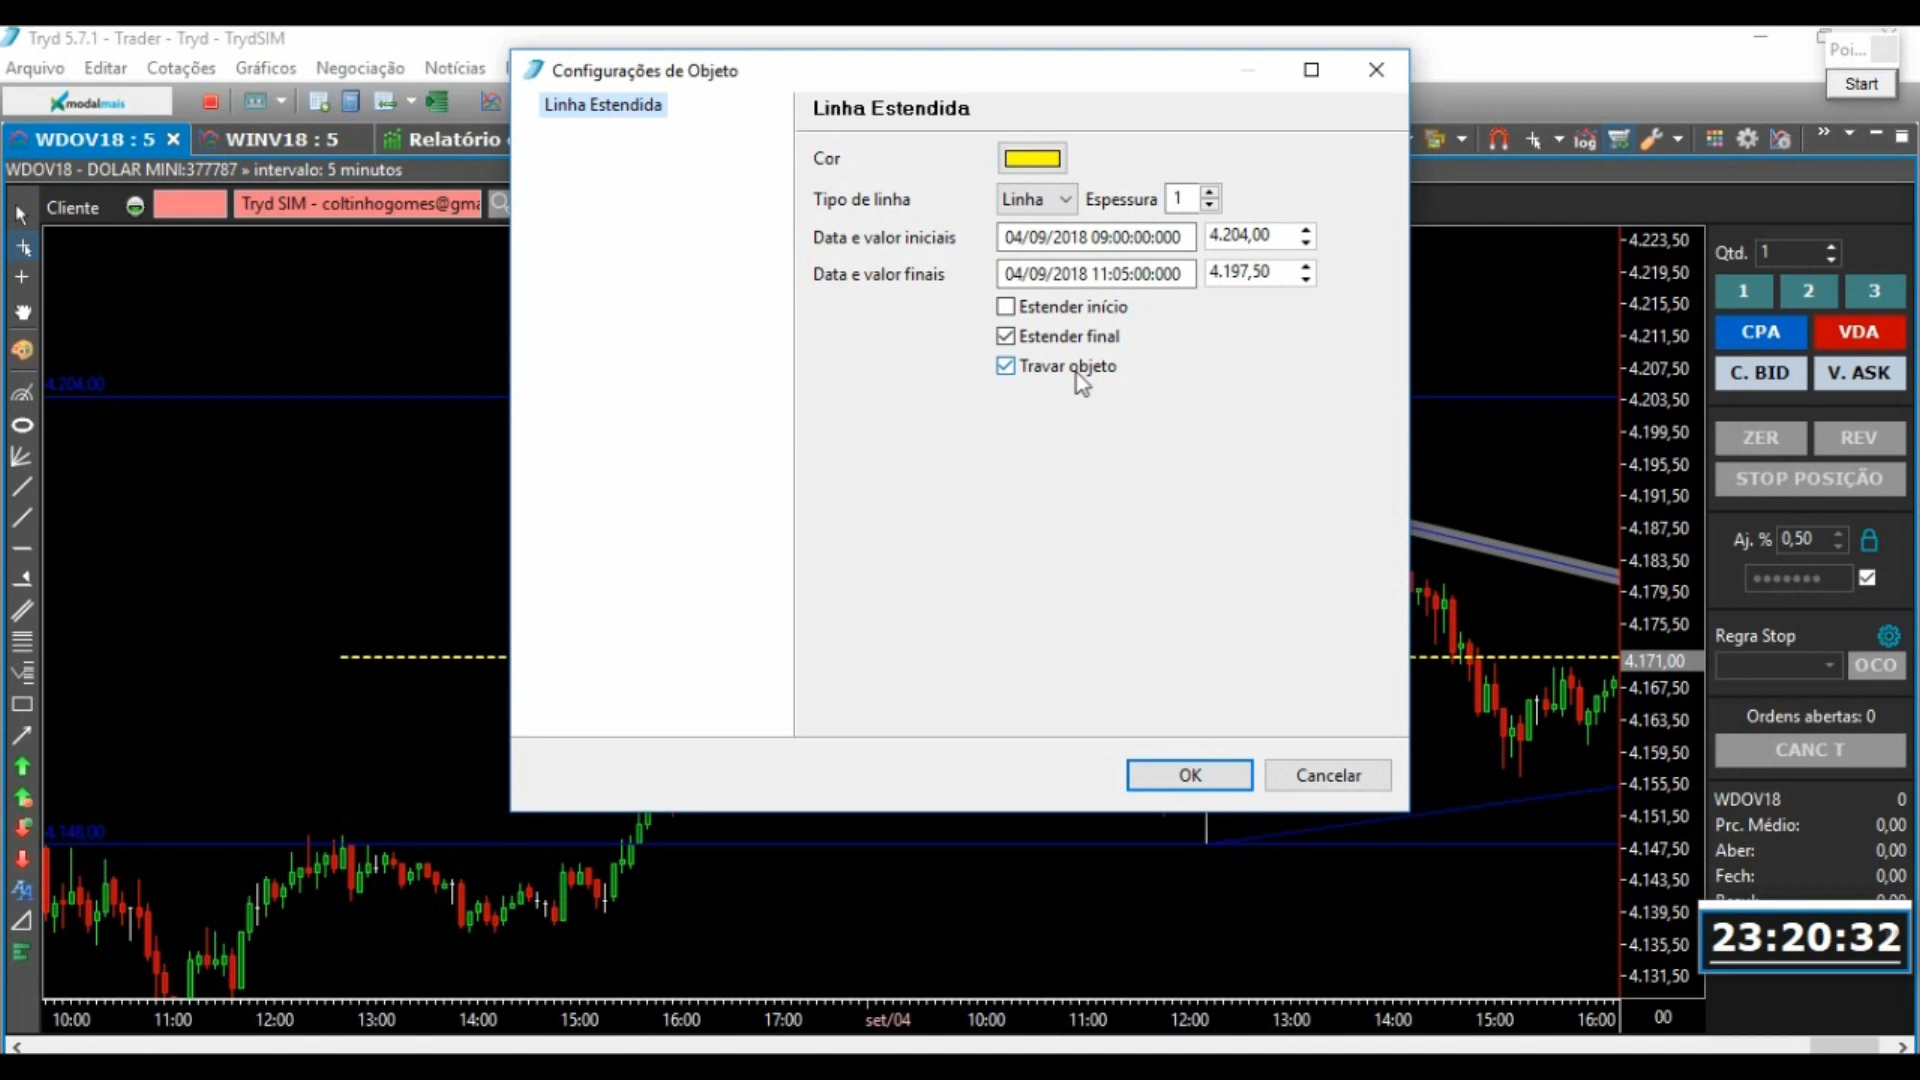 Tryd 5.7.1 - Trader - Tryd - TrydSIM
Poi...
Start
Arquivo Editar Cotações Gráficos Negociação Notícias
modalmais
WDOV18 : 5
WINV18 : 5
Relatório
log
WDOV18 - DOLAR MINI:377787 » intervalo: 5 minutos
Cliente
Tryd SIM - coltinhogomes@gma
Configurações de Objeto
Linha Estendida
Linha Estendida
Cor
Tipo de linha Linha Espessura 1
Data e valor iniciais 04/09/2018 09:00:00:000 4.204,00
Data e valor finais 04/09/2018 11:05:00:000 4.197,50
Estender início
Estender final
Travar objeto
OK Cancelar
4.204,00
4.148,00
4.223,50
4.219,50
4.215,50
4.211,50
4.207,50
4.203,50
4.199,50
4.195,50
4.191,50
4.187,50
4.183,50
4.179,50
4.175,50
4.171,00
4.167,50
4.163,50
4.159,50
4.155,50
4.151,50
4.147,50
4.143,50
4.139,50
4.135,50
4.131,50
10:00 11:00 12:00 13:00 14:00 15:00 16:00 17:00 set/04 10:00 11:00 12:00 13:00 14:00 15:00 16:00 00
Qtd. 1
1 2 3
CPA VDA
C. BID V. ASK
ZER REV
STOP POSIÇÃO
Aj. % 0,50
Regra Stop
OCO
Ordens abertas: 0
CANC T
WDOV18 0
Prc. Médio: 0,00
Aber: 0,00
Fech: 0,00
23:20:32